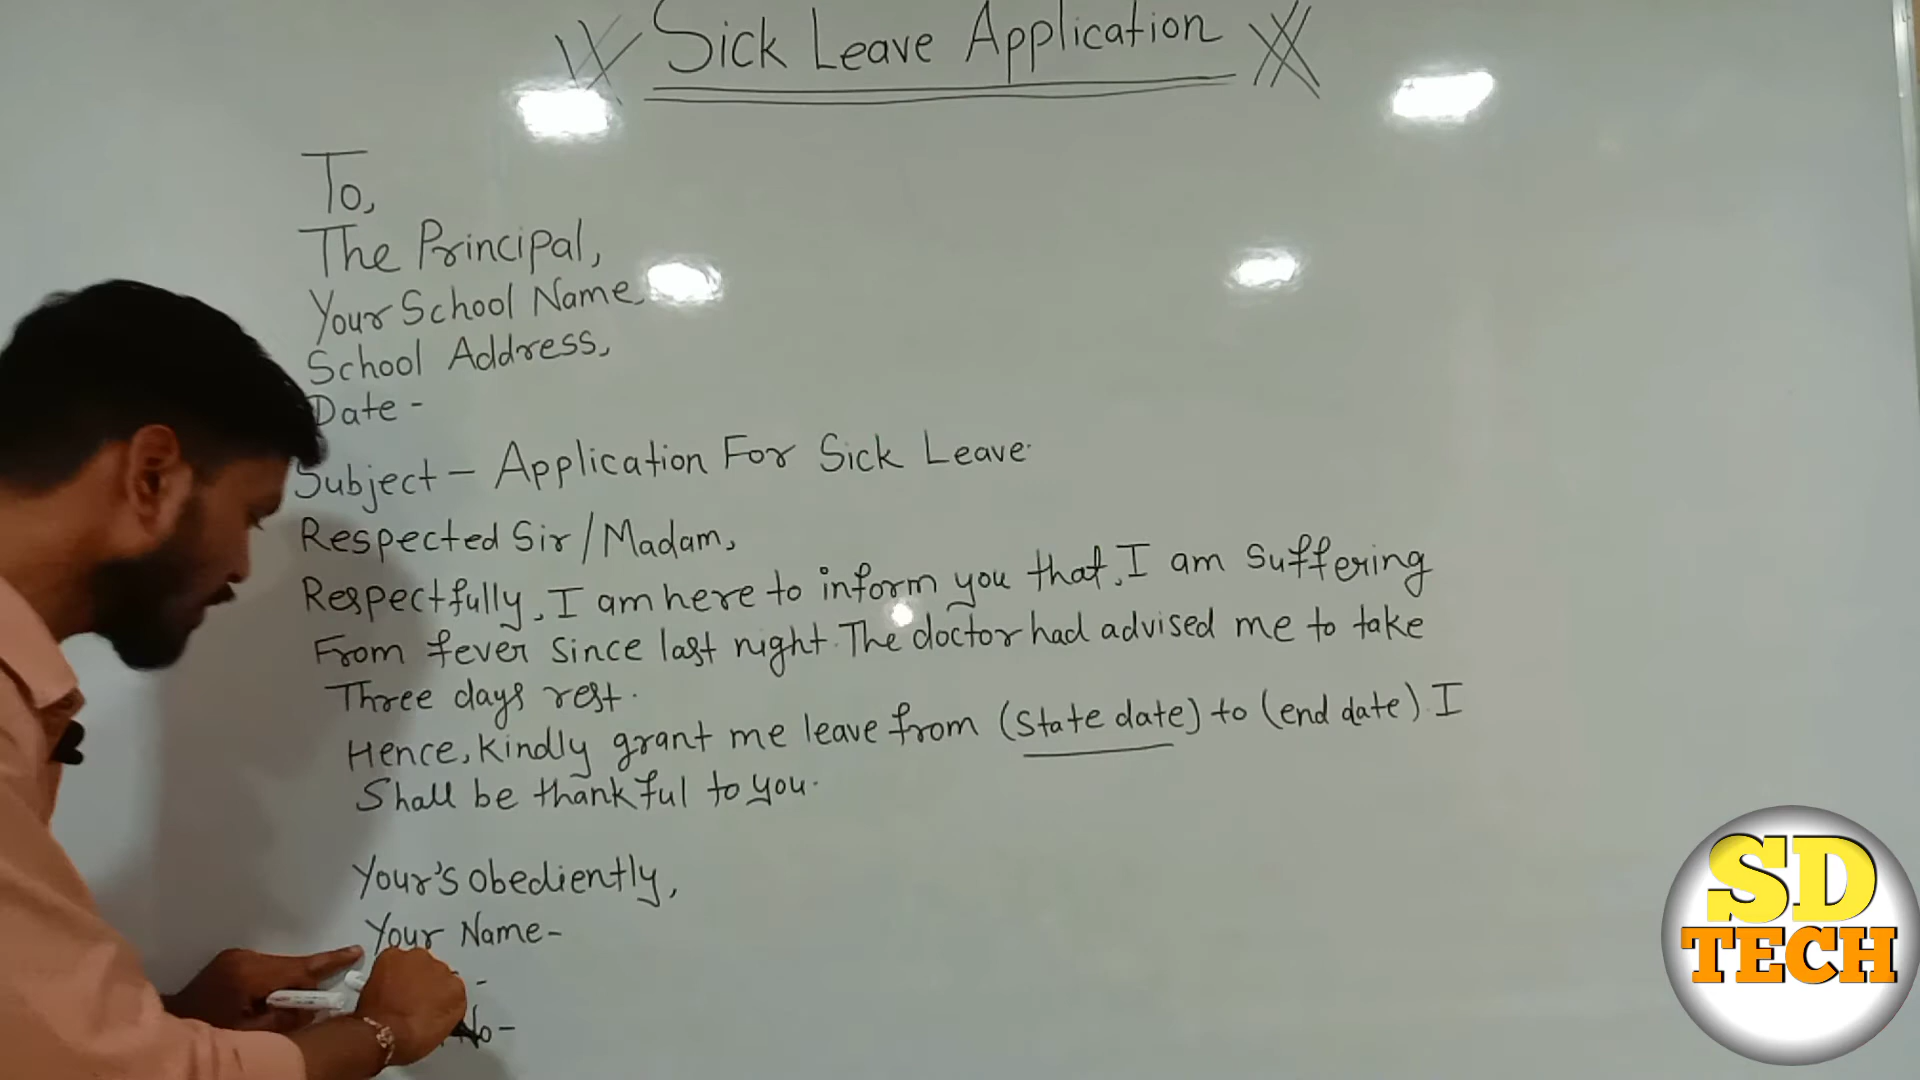 Sick Leave Application
To,
The Principal,
Your School Name,
School Address,
Date -
Subject - Application For Sick Leave.
Respected Sir/Madam,
Respectfully, I am here to inform you that, I am suffering
From fever since last night. The doctor had advised me to take
Three days rest.
Hence, kindly grant me leave from (state date) to (end date). I
Shall be thankful to you.
Your's obediently,
Your Name-
-
No-
SD
TECH